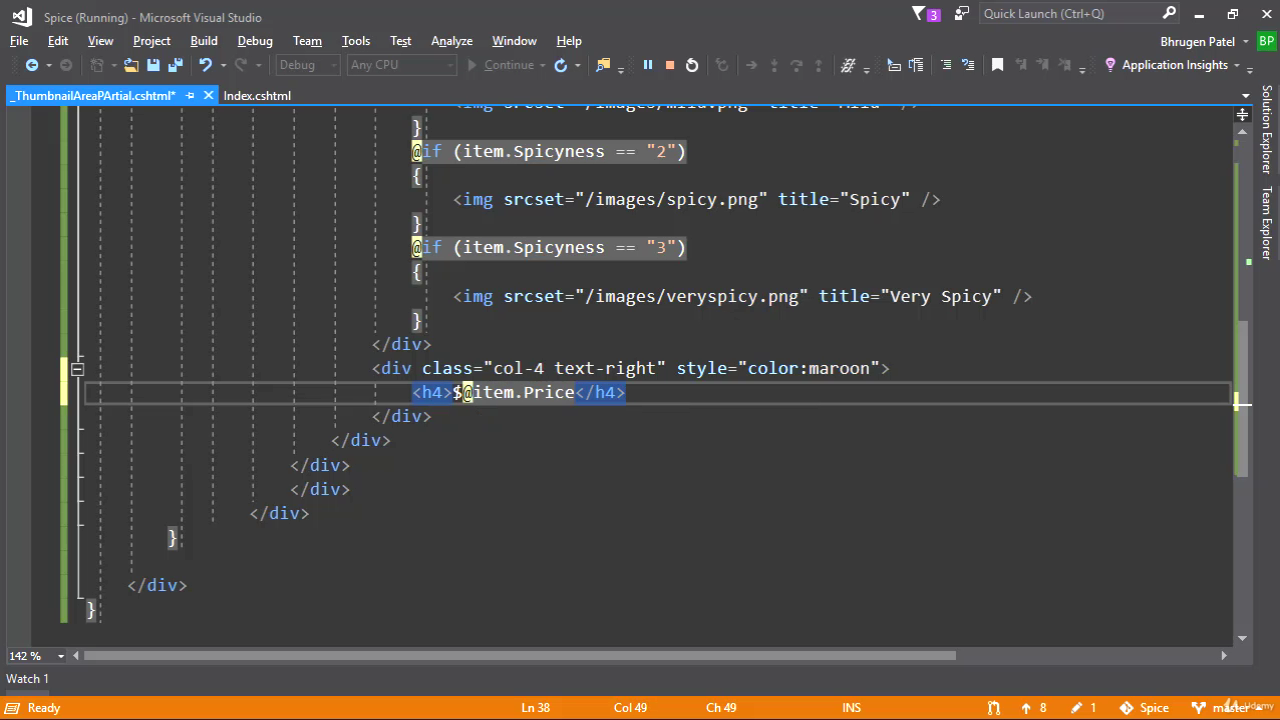 Spice (Running) - Microsoft Visual Studio
3
Quick Launch (Ctrl+Q)
File Edit View Project Build Debug Team Tools Test Analyze Window Help
Bhrugen Patel BP
Debug Any CPU Continue Application Insights
_ThumbnailAreaPArtial.cshtml* Index.cshtml
Solution Explorer
Team Explorer
}
@if (item.Spicyness == "2")
{
<img srcset="/images/spicy.png" title="Spicy" />
}
@if (item.Spicyness == "3")
{
<img srcset="/images/veryspicy.png" title="Very Spicy" />
}
</div>
<div class="col-4 text-right" style="color:maroon">
<h4>$@item.Price</h4>
</div>
</div>
</div>
</div>
</div>
}
</div>
}
142 %
Watch 1
Ready Ln 38 Col 49 Ch 49 INS 8 1 Spice master
Udemy